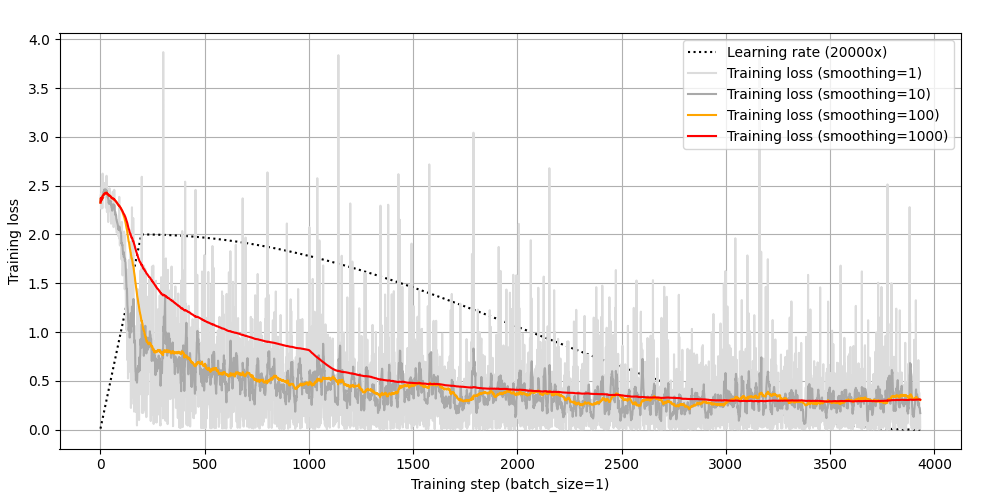 4.0
3.5
3.0
2.5
2.0
1.5
1.0
0.5
0.0
Training loss
Learning rate (20000x)
Training loss (smoothing=1)
Training loss (smoothing=10)
Training loss (smoothing=100)
Training loss (smoothing=1000)
0 500 1000 1500 2000 2500 3000 3500 4000
Training step (batch_size=1)